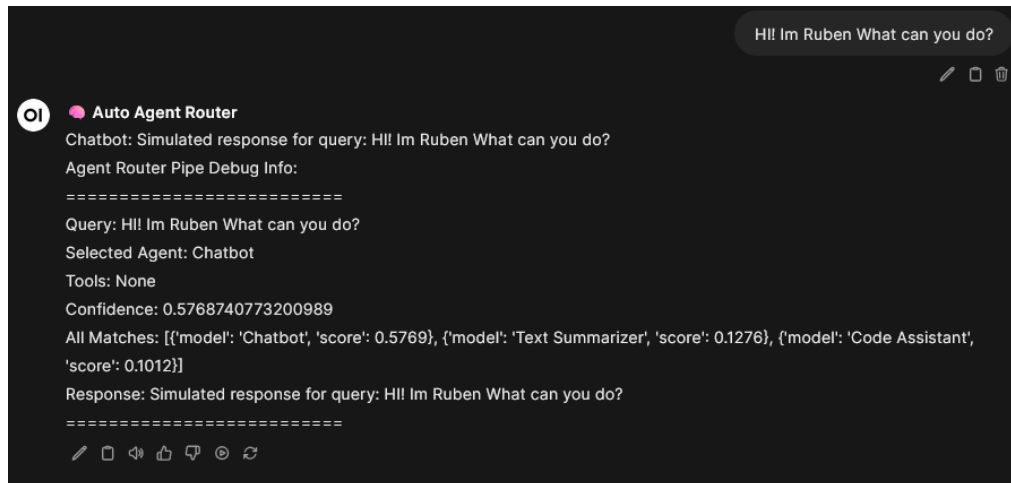 HI! Im Ruben What can you do?
OI
Auto Agent Router
Chatbot: Simulated response for query: HI! Im Ruben What can you do?
Agent Router Pipe Debug Info:
==========================
Query: HI! Im Ruben What can you do?
Selected Agent: Chatbot
Tools: None
Confidence: 0.5768740773200989
All Matches: [{'model': 'Chatbot', 'score': 0.5769}, {'model': 'Text Summarizer', 'score': 0.1276}, {'model': 'Code Assistant',
'score': 0.1012}]
Response: Simulated response for query: HI! Im Ruben What can you do?
==========================